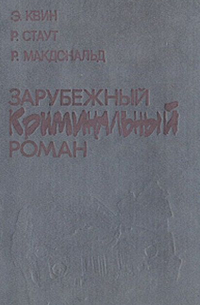 Э. КВИН
Р. СТАУТ
Р. МАКДОНАЛЬД
ЗАРУБЕЖНЫЙ
Криминальный
РОМАН